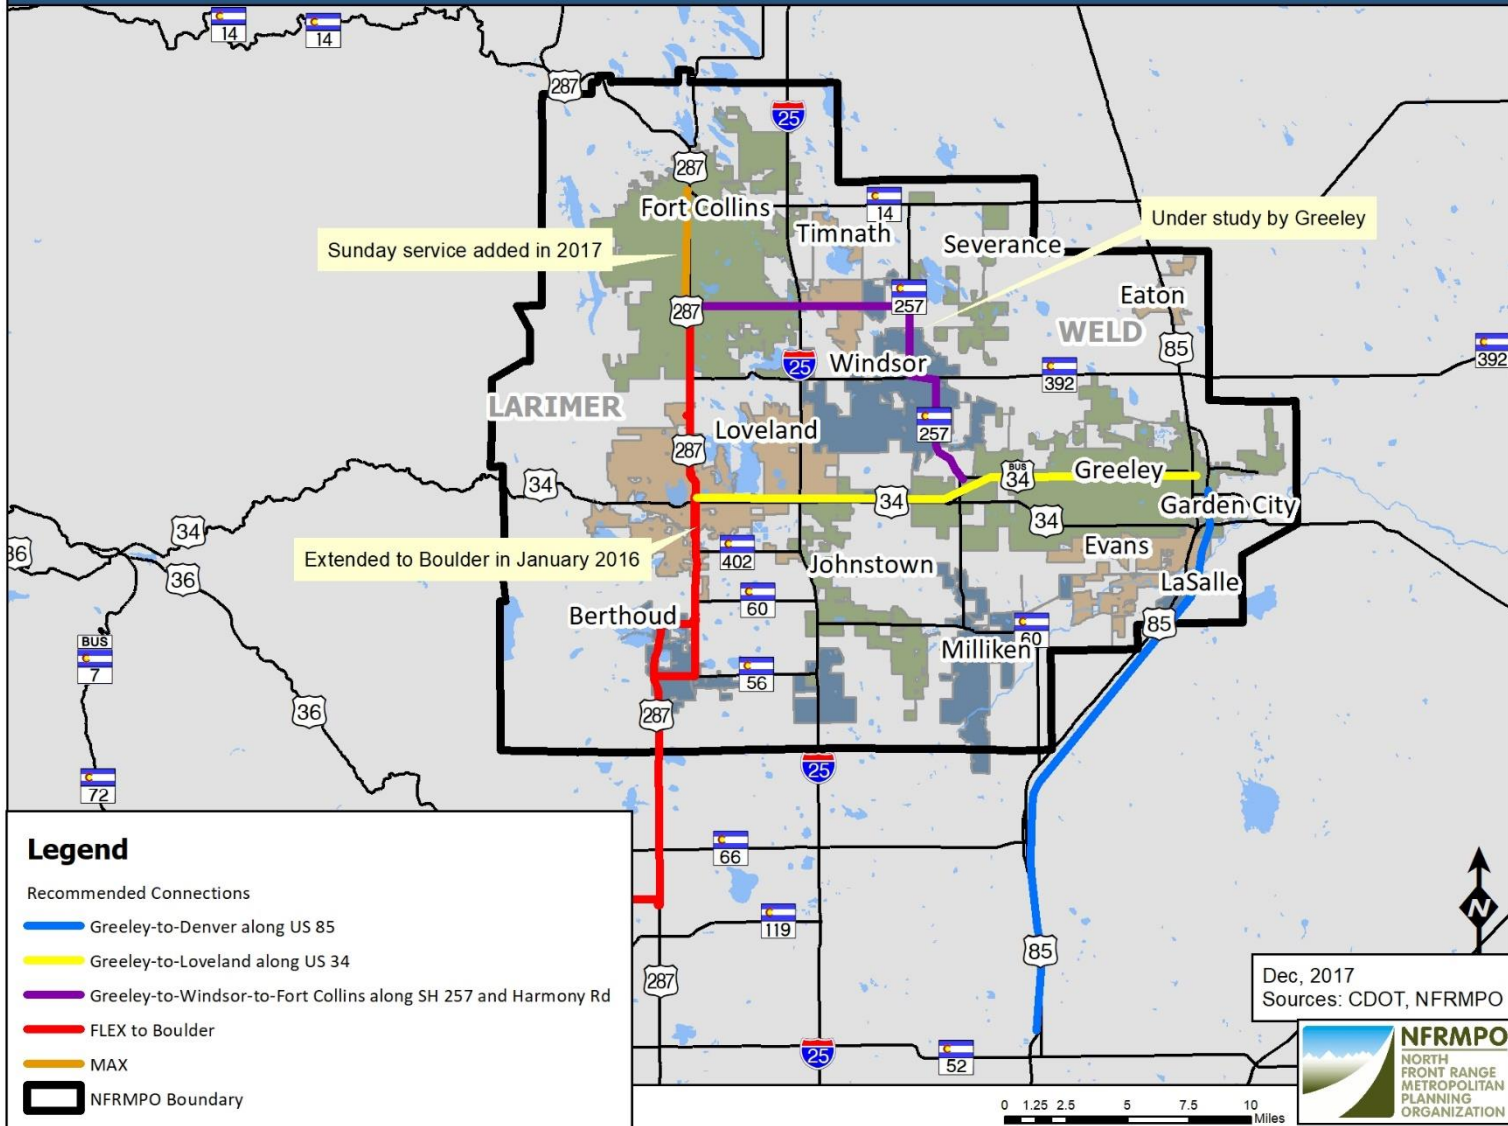 14
14
287
25
287
Fort Collins
14
Timnath
Severance
Under study by Greeley
Sunday service added in 2017
257
Eaton
287
WELD
85
392
25
Windsor
392
LARIMER
257
Loveland
287
BUS
34
Greeley
34
34
34
Garden City
34
36
36
Extended to Boulder in January 2016
402
Johnstown
Evans
LaSalle
60
Berthoud
60
85
Milliken
BUS
7
56
36
287
25
72
66
119
85
287
25
52
Legend
Recommended Connections
Greeley-to-Denver along US 85
Greeley-to-Loveland along US 34
Greeley-to-Windsor-to-Fort Collins along SH 257 and Harmony Rd
FLEX to Boulder
MAX
NFRMPO Boundary
N
Dec, 2017
Sources: CDOT, NFRMPO
NFRMPO
NORTH
FRONT RANGE
METROPOLITAN
PLANNING
ORGANIZATION
0 1.25 2.5 5 7.5 10
Miles